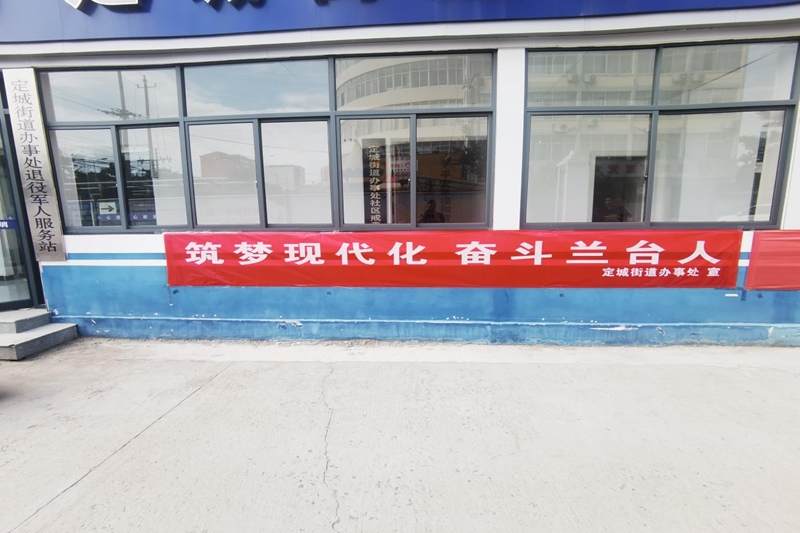 定城街道办事处退役军人服务站
定城街道办事处社区戒毒
筑梦现代化 奋斗兰台人
定城街道办事处 宣